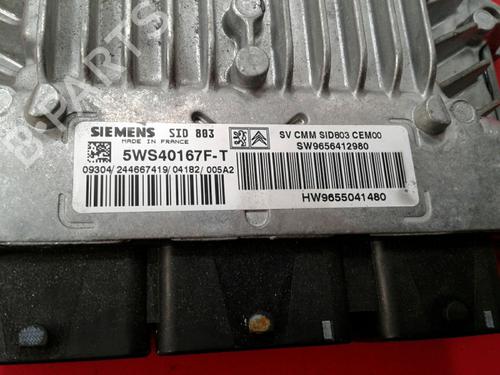 B-PARTS
SIEMENS SID 803
MADE IN FRANCE
5WS40167F-T
09304/244667419/04182/005A2
SV CMM SID803 CEM00
SW9656412980
HW9655041480